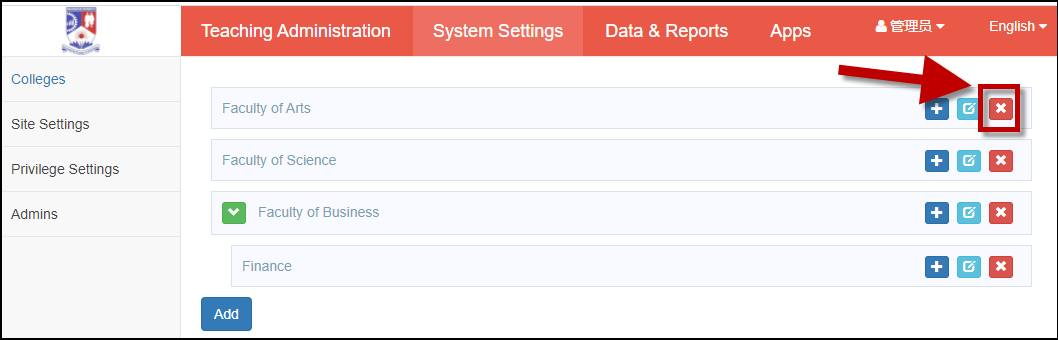 Teaching Administration System Settings Data & Reports Apps 管理员 English
Colleges
Site Settings
Privilege Settings
Admins
Faculty of Arts
Faculty of Science
Faculty of Business
Finance
Add